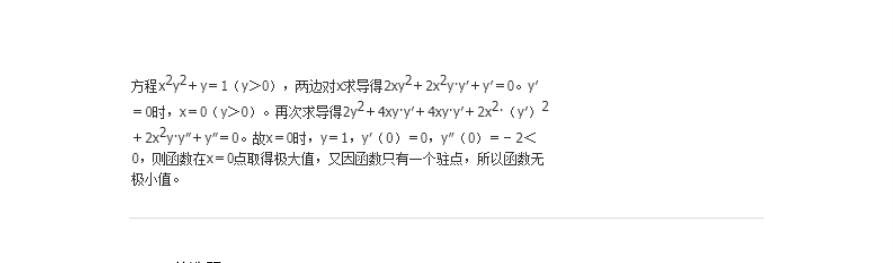 方程x²y²+y=1（y＞0），两边对x求导得2xy²+2x²y·y′+y′=0。y′
=0时，x=0（y＞0）。再次求导得2y²+4xy·y′+4xy·y′+2x²·（y′）²
+2x²y·y″+y″=0。故x=0时，y=1，y′（0）=0，y″（0）=－2＜
0，则函数在x=0点取得极大值，又因函数只有一个驻点，所以函数无
极小值。